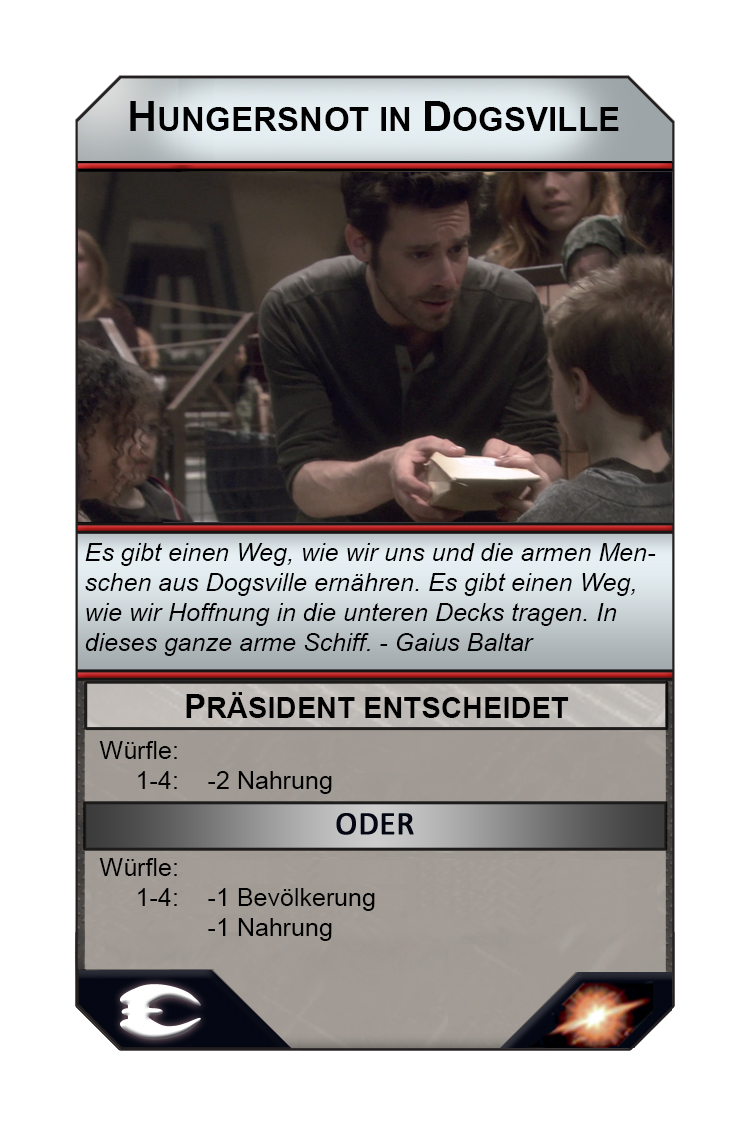 HUNGERSNOT IN DOGSVILLE
Es gibt einen Weg, wie wir uns und die armen Men-
schen aus Dogsville ernähren. Es gibt einen Weg,
wie wir Hoffnung in die unteren Decks tragen. In
dieses ganze arme Schiff. - Gaius Baltar
PRÄSIDENT ENTSCHEIDET
Würfle:
1-4: -2 Nahrung
ODER
Würfle:
1-4: -1 Bevölkerung
-1 Nahrung